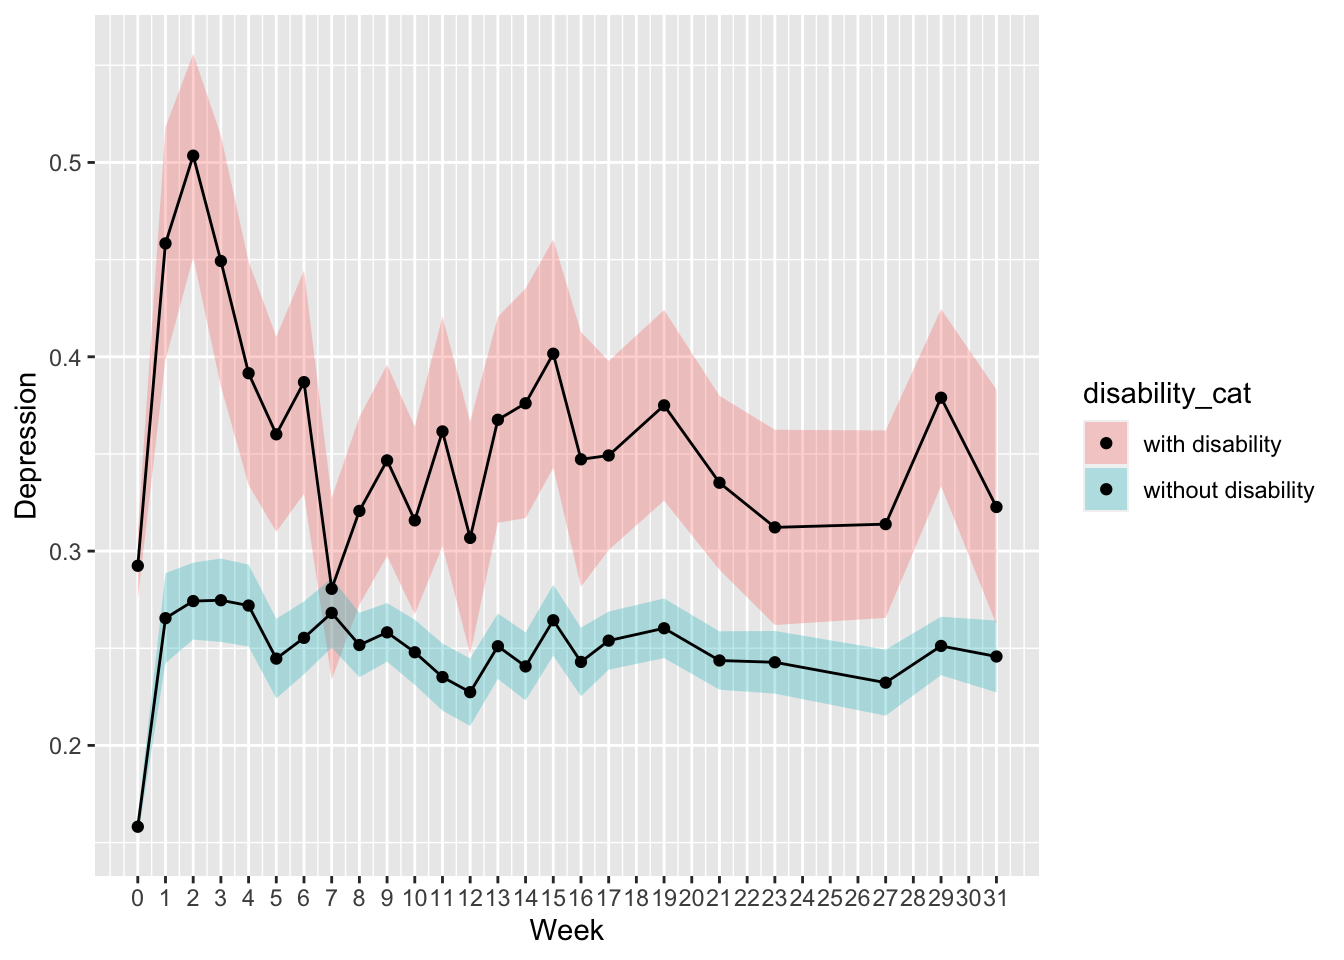 0.5
0.4
0.3
0.2
Depression
0 1 2 3 4 5 6 7 8 9 10 11 12 13 14 15 16 17 18 19 20 21 22 23 24 25 26 27 28 29 30 31
Week
disability_cat
with disability
without disability